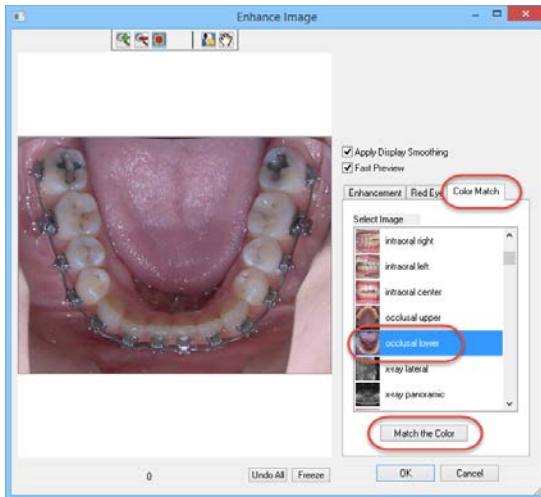 Enhance Image
Apply Display Smoothing
Fast Preview
Enhancement Red Eye Color Match
Select Image
intraoral right
intraoral left
intraoral center
occlusal upper
occlusal lower
x-ray lateral
x-ray panoramic
Match the Color
0 Undo All Freeze OK Cancel